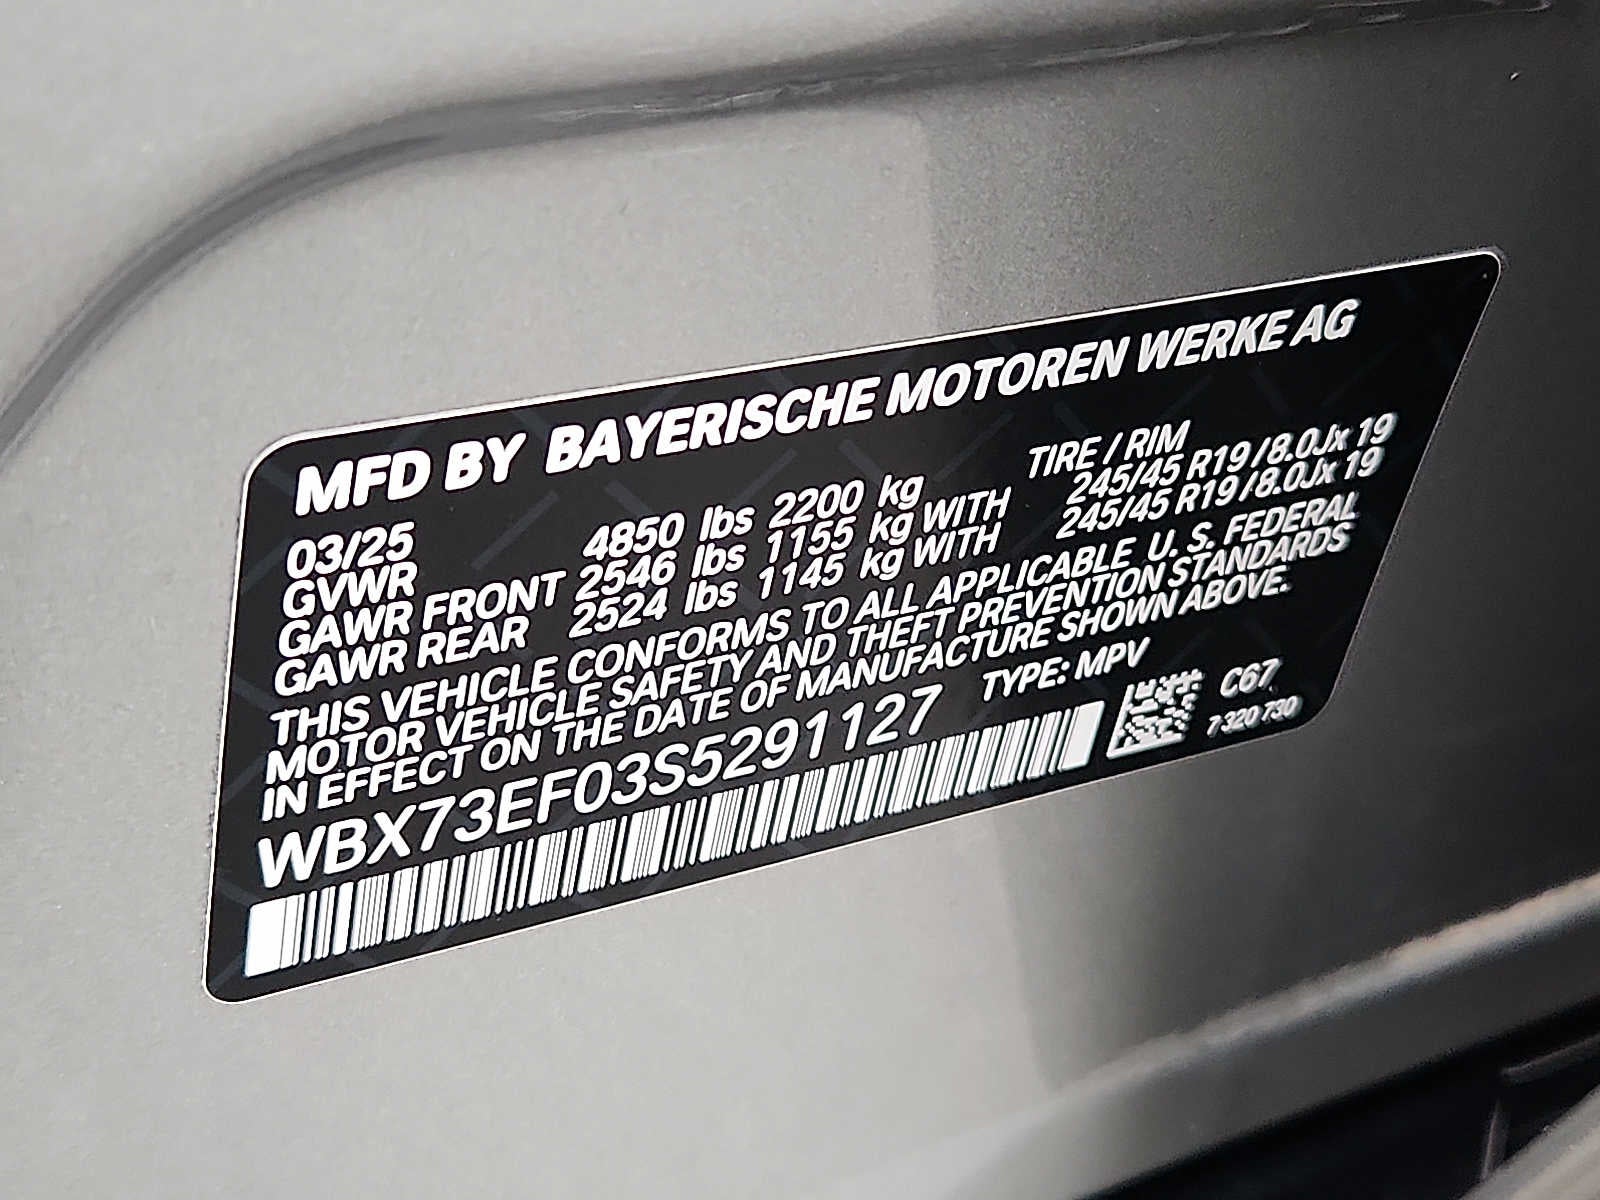 MFD BY BAYERISCHE MOTOREN WERKE AG
03/25 TIRE / RIM
GVWR 4850 lbs 2200 kg
GAWR FRONT 2546 lbs 1155 kg WITH 245/45 R19 / 8.0Jx 19
GAWR REAR 2524 lbs 1145 kg WITH 245/45 R19 / 8.0Jx 19
THIS VEHICLE CONFORMS TO ALL APPLICABLE U. S. FEDERAL
MOTOR VEHICLE SAFETY AND THEFT PREVENTION STANDARDS
IN EFFECT ON THE DATE OF MANUFACTURE SHOWN ABOVE.
WBX73EF03S5291127 TYPE: MPV
C67
7 320 730